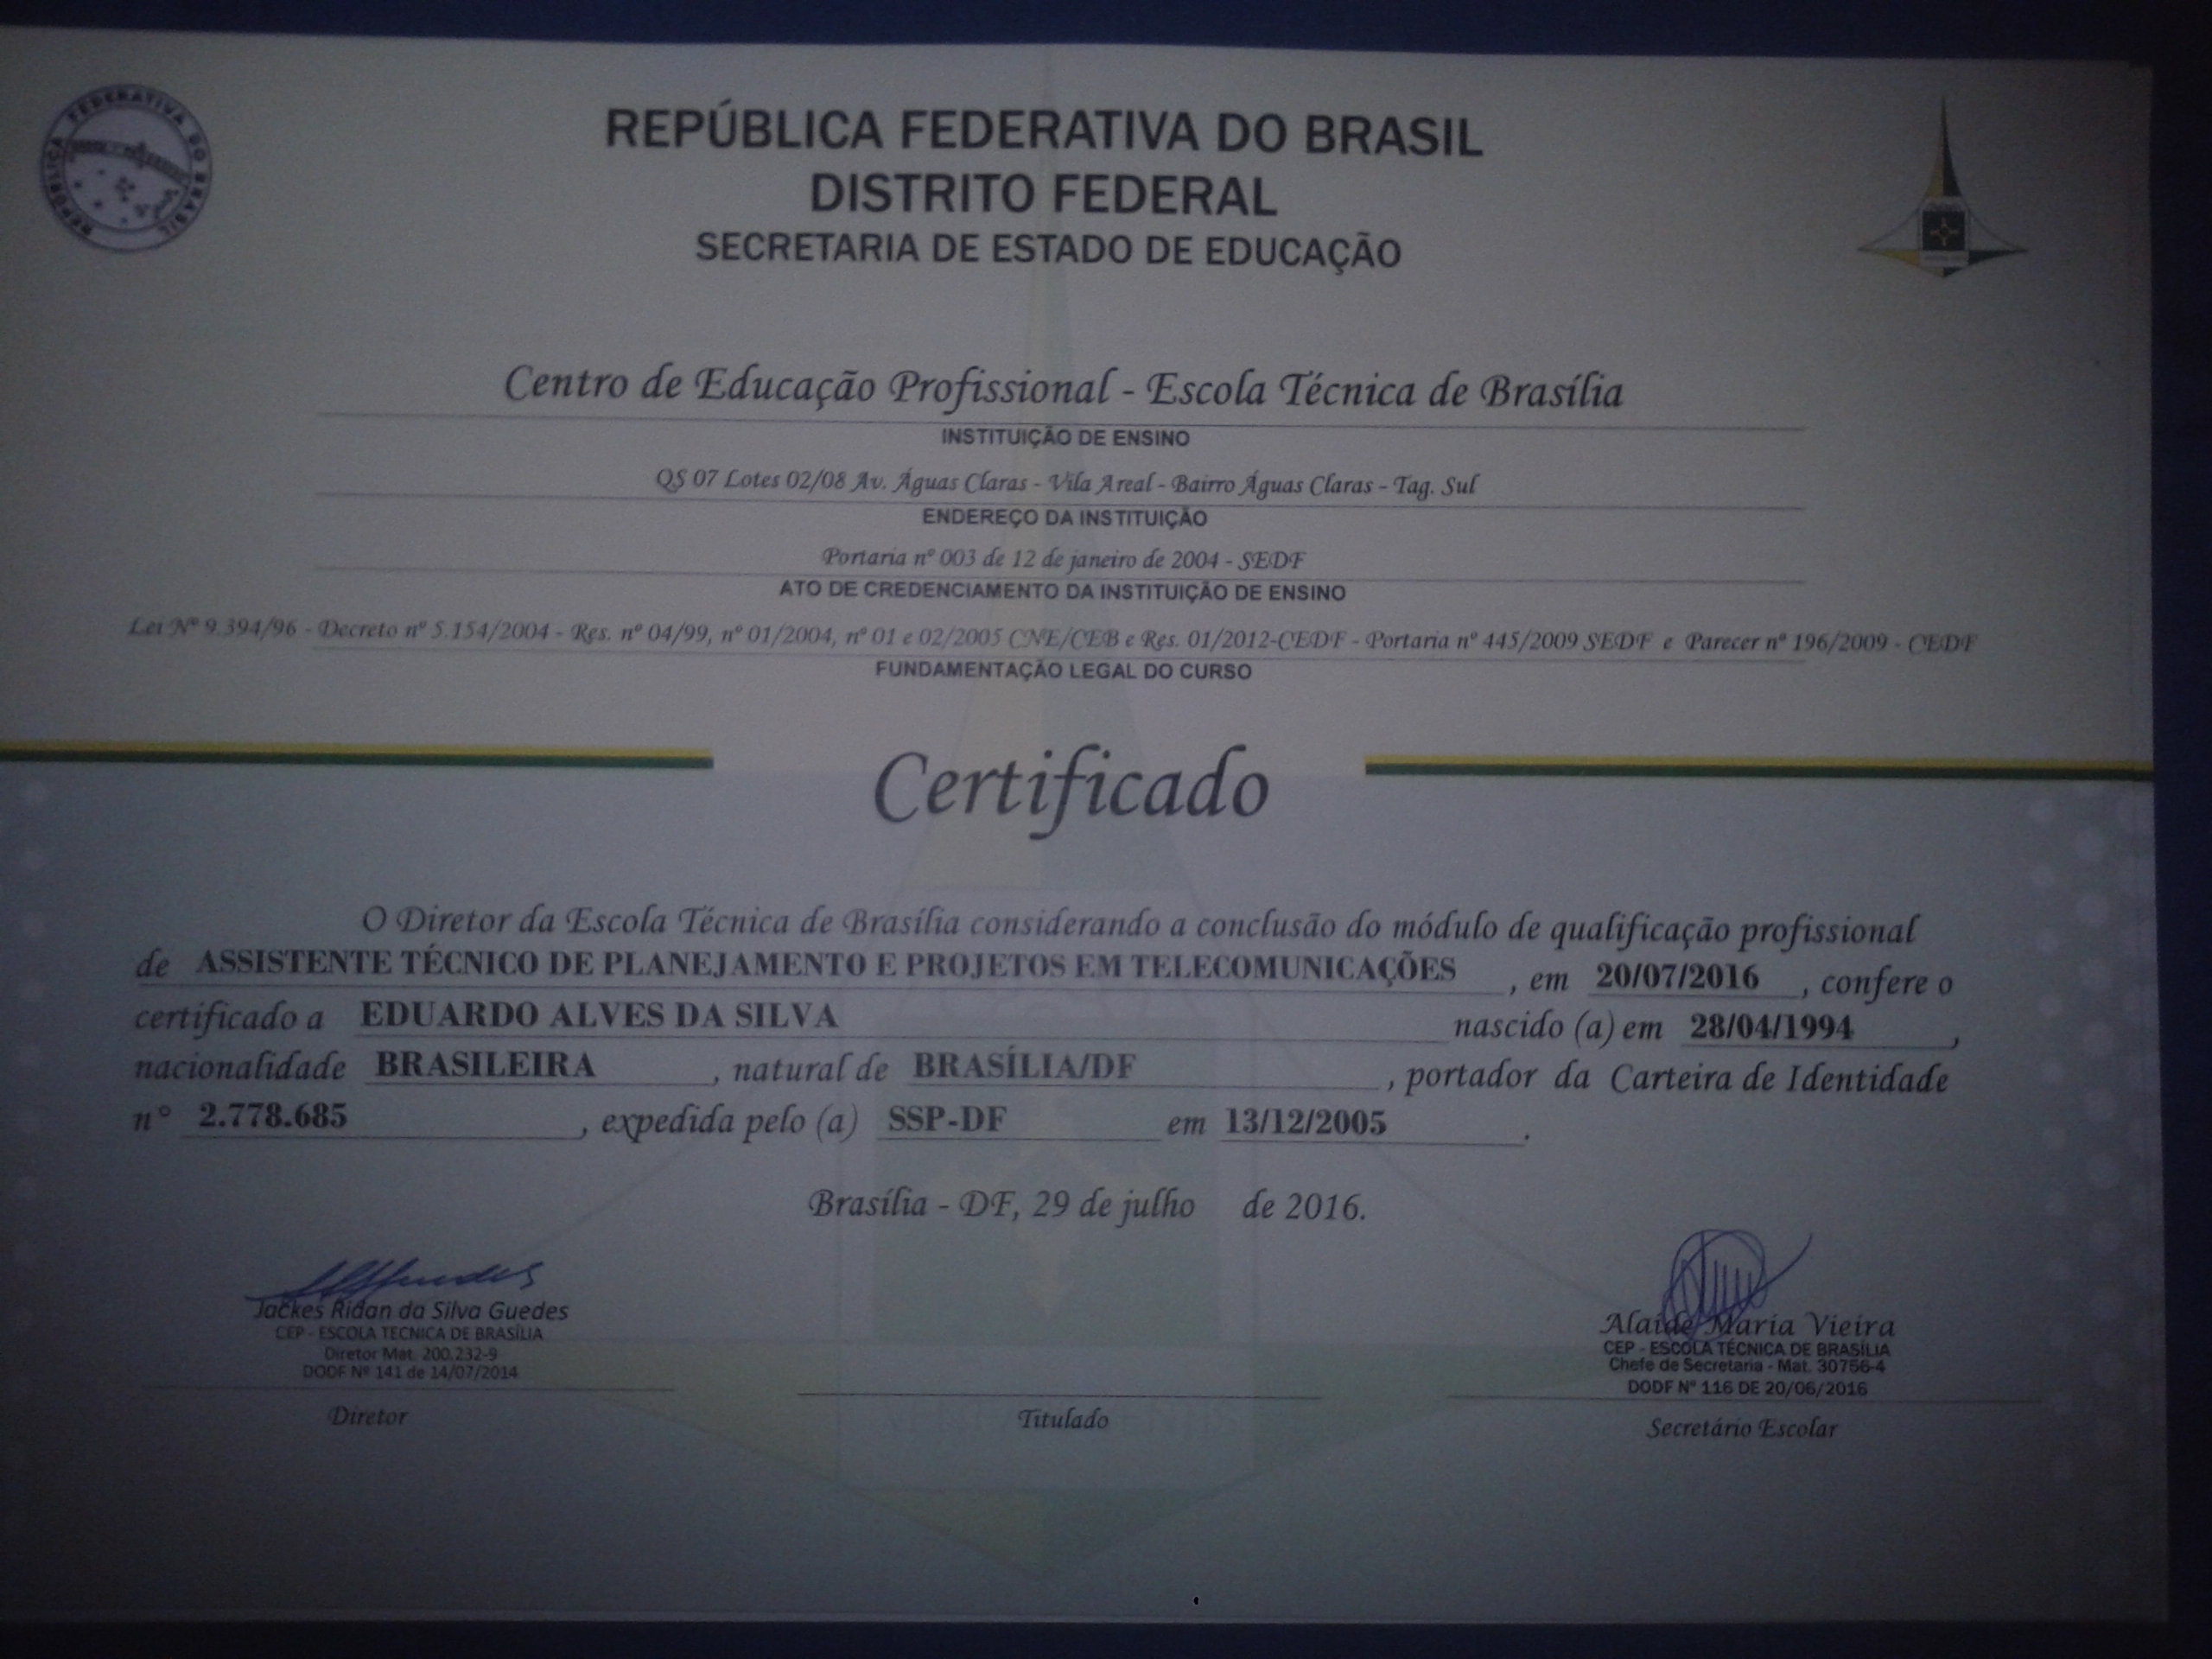 REPÚBLICA FEDERATIVA DO BRASIL
REPÚBLICA FEDERATIVA DO BRASIL
DISTRITO FEDERAL
SECRETARIA DE ESTADO DE EDUCAÇÃO
Centro de Educação Profissional - Escola Técnica de Brasília
INSTITUIÇÃO DE ENSINO
QS 07 Lotes 02/08 Av. Águas Claras - Vila Areal - Bairro Águas Claras - Tag. Sul
ENDEREÇO DA INSTITUIÇÃO
Portaria nº 003 de 12 de janeiro de 2004 - SEDF
ATO DE CREDENCIAMENTO DA INSTITUIÇÃO DE ENSINO
Lei Nº 9.394/96 - Decreto nº 5.154/2004 - Res. nº 04/99, nº 01/2004, nº 01 e 02/2005 CNE/CEB e Res. 01/2012-CEDF - Portaria nº 445/2009 SEDF e Parecer nº 196/2009 - CEDF
FUNDAMENTAÇÃO LEGAL DO CURSO
Certificado
O Diretor da Escola Técnica de Brasília considerando a conclusão do módulo de qualificação profissional
de ASSISTENTE TÉCNICO DE PLANEJAMENTO E PROJETOS EM TELECOMUNICAÇÕES, em 20/07/2016, confere o
certificado a EDUARDO ALVES DA SILVA nascido (a) em 28/04/1994,
nacionalidade BRASILEIRA, natural de BRASÍLIA/DF, portador da Carteira de Identidade
n° 2.778.685, expedida pelo (a) SSP-DF em 13/12/2005.
Brasília - DF, 29 de julho de 2016.
Jackes Ridan da Silva Guedes
CEP - ESCOLA TECNICA DE BRASÍLIA
Diretor Mat. 200.232-9
DODF Nº 141 de 14/07/2014
Diretor
Titulado
Alaide Maria Vieira
CEP - ESCOLA TÉCNICA DE BRASÍLIA
Chefe de Secretaria - Mat. 30756-4
DODF Nº 116 DE 20/06/2016
Secretário Escolar